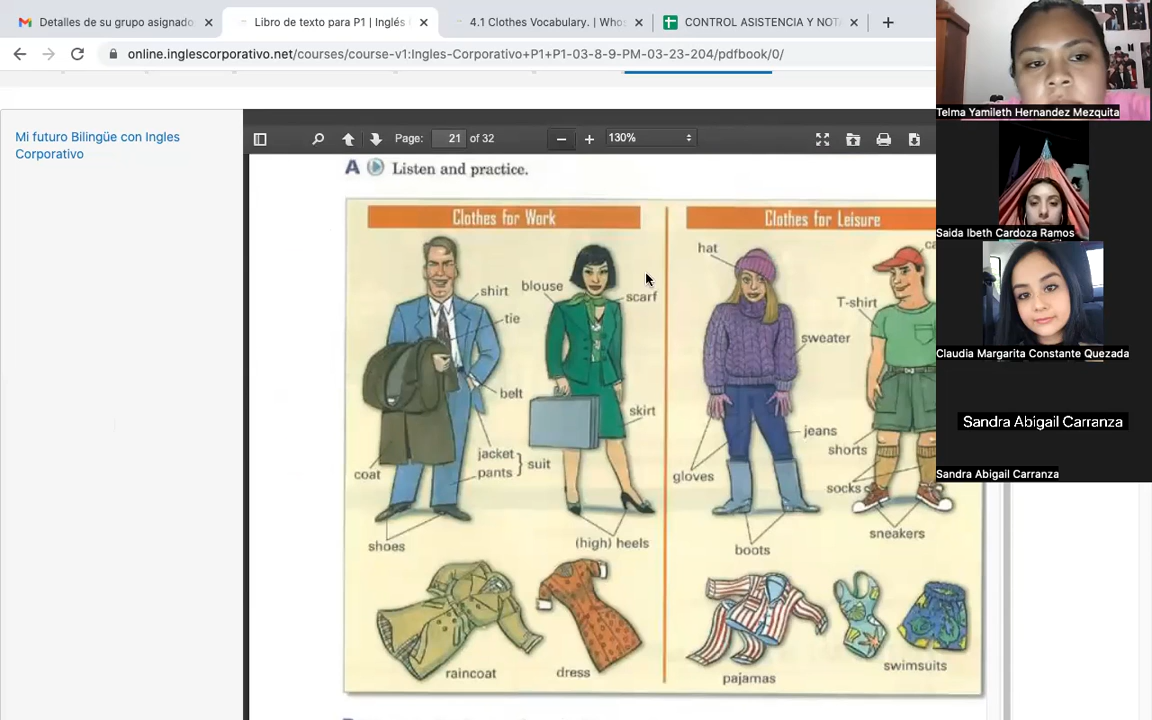 Detalles de su grupo asignado
Libro de texto para P1 | Inglés
4.1 Clothes Vocabulary. | Whos
CONTROL ASISTENCIA Y NOT
online.inglescorporativo.net/courses/course-v1:Ingles-Corporativo+P1+P1-03-8-9-PM-03-23-204/pdfbook/0/
Mi futuro Bilingüe con Ingles
Corporativo
Page: 21 of 32
130%
A Listen and practice.
Clothes for Work
Clothes for Leisure
shirt
blouse
scarf
tie
belt
skirt
jacket
pants
suit
coat
shoes
(high) heels
raincoat
dress
hat
T-shirt
sweater
jeans
shorts
gloves
socks
sneakers
boots
pajamas
swimsuits
Telma Yamileth Hernandez Mezquita
Saida Ibeth Cardoza Ramos
Claudia Margarita Constante Quezada
Sandra Abigail Carranza
Sandra Abigail Carranza